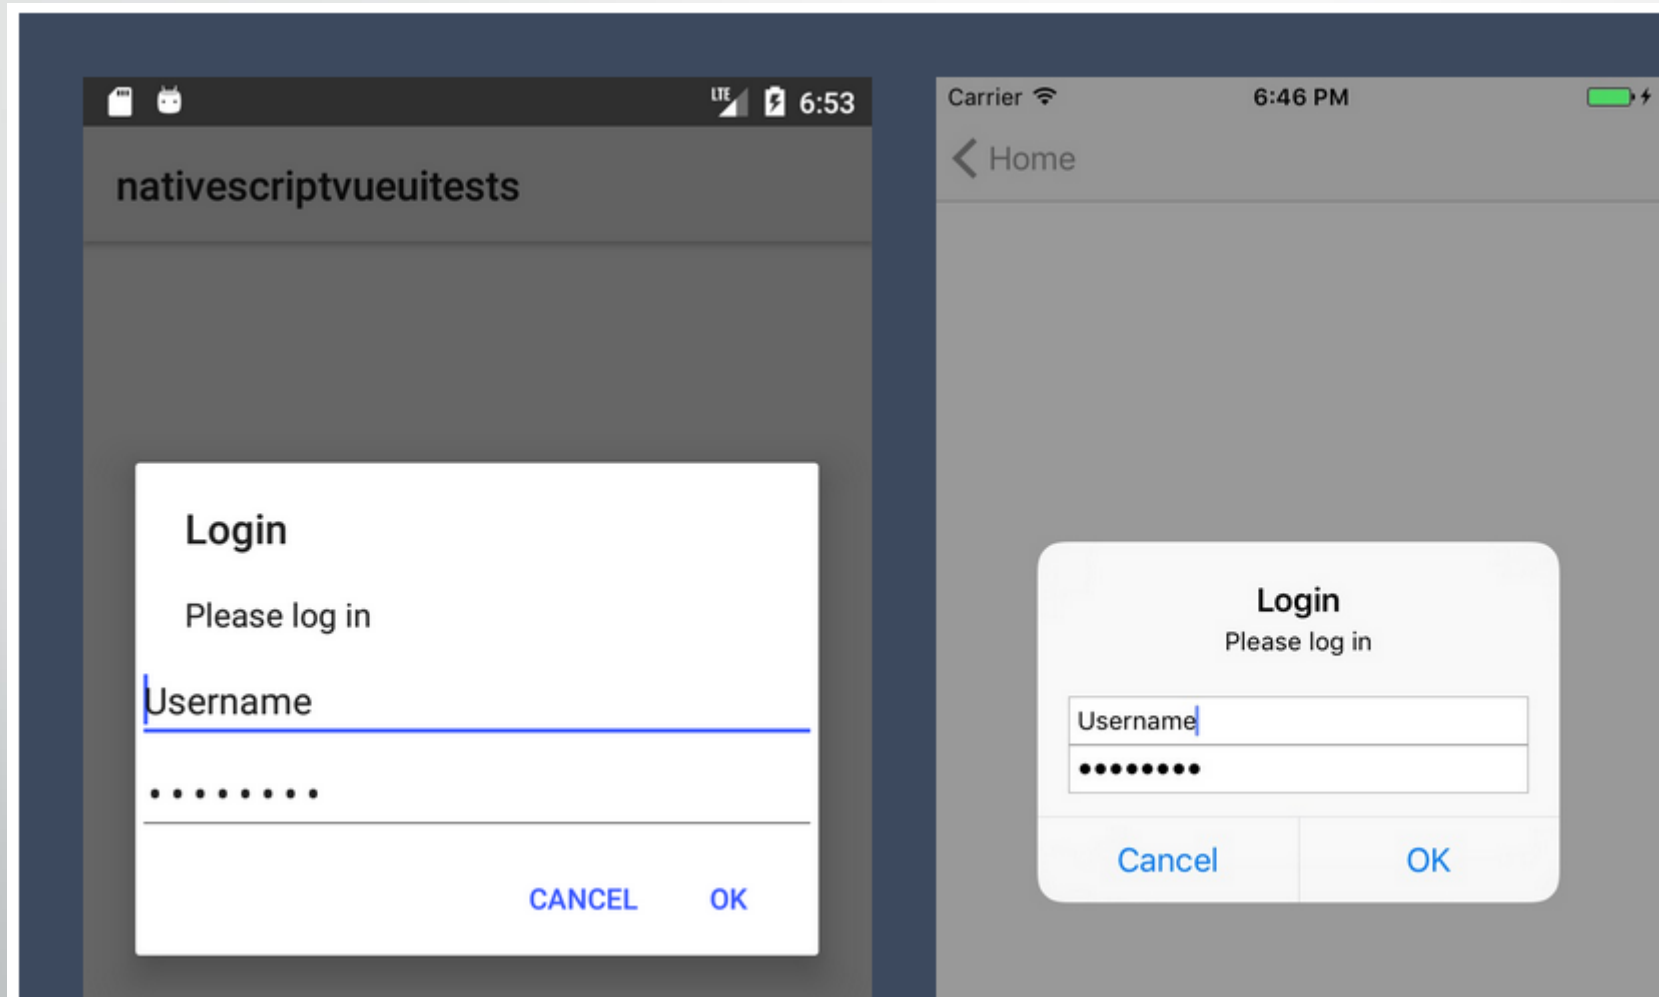 LTE 6:53
nativescriptvueuitests
Login
Please log in
Username
••••••••
CANCEL OK
Carrier 6:46 PM
Home
Login
Please log in
Username
••••••••
Cancel OK